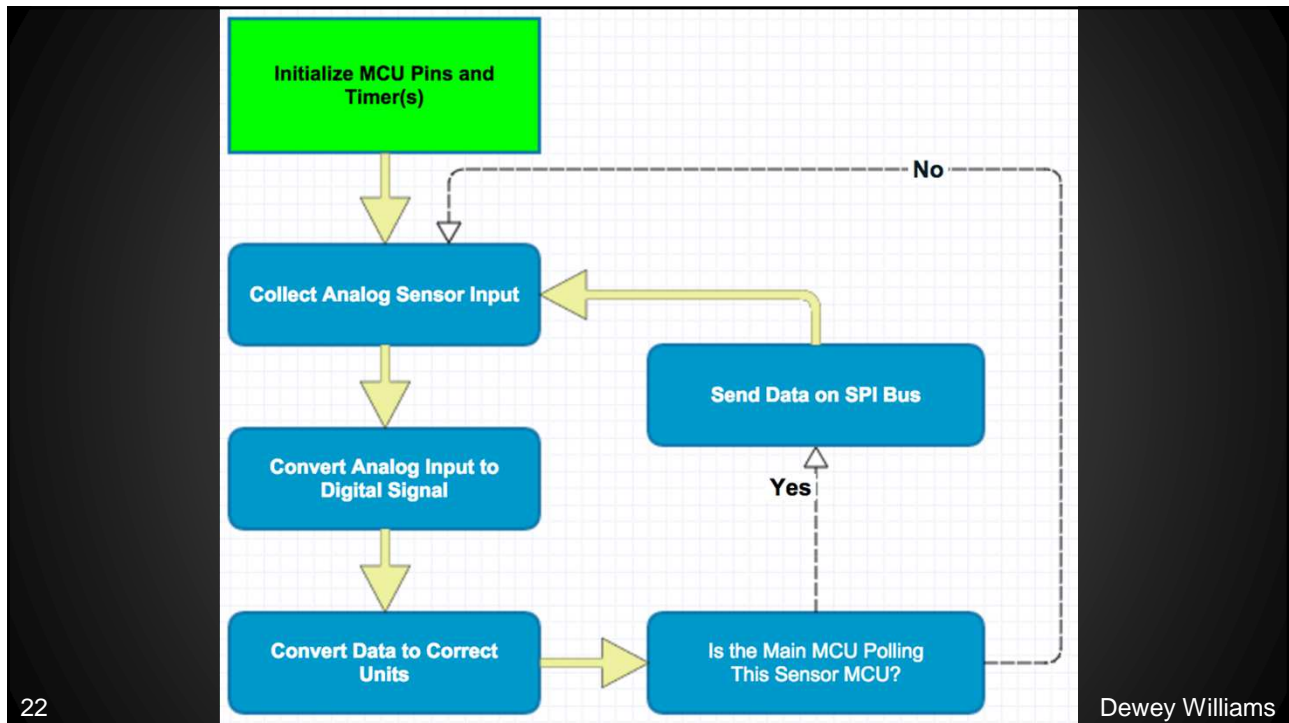 Initialize MCU Pins and
Timer(s)
No
Collect Analog Sensor Input
Send Data on SPI Bus
Convert Analog Input to
Digital Signal
Yes
Convert Data to Correct
Units
Is the Main MCU Polling
This Sensor MCU?
22
Dewey Williams